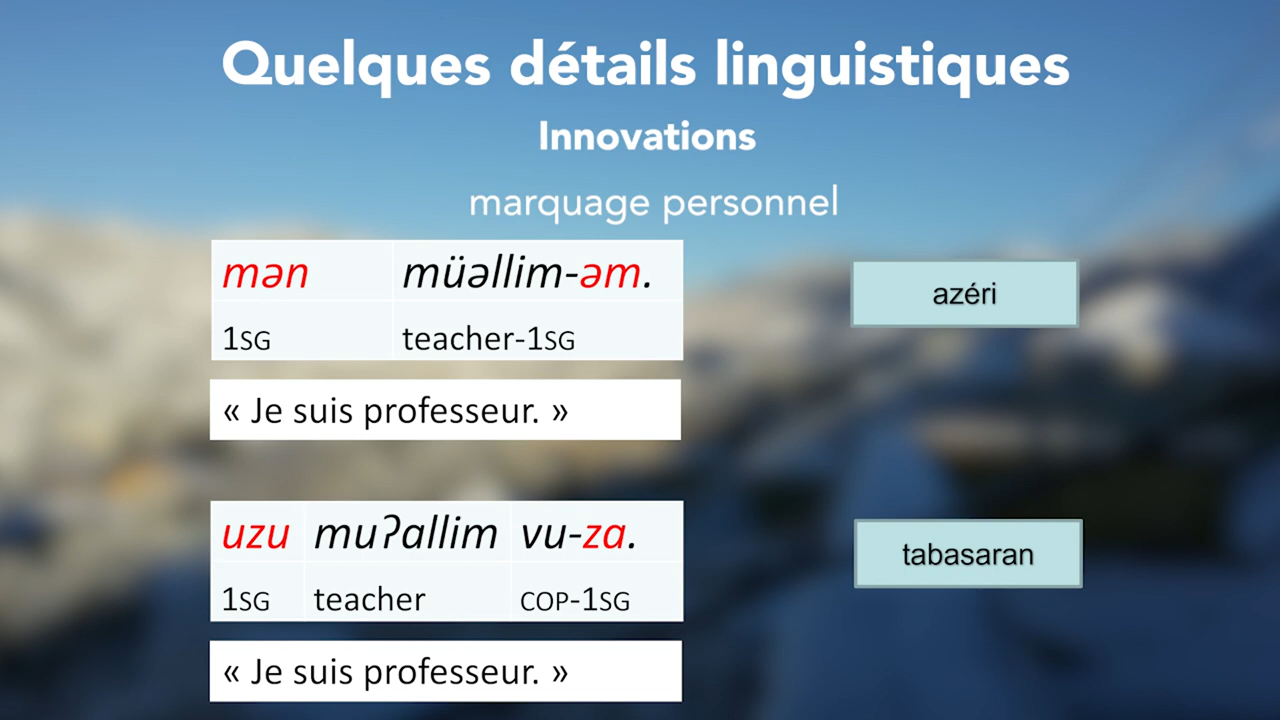 Quelques détails linguistiques
Innovations
marquage personnel
mən müəllim-əm.
1SG teacher-1SG
azéri
« Je suis professeur. »
uzu muʔallim vu-za.
1SG teacher COP-1SG
tabasaran
« Je suis professeur. »